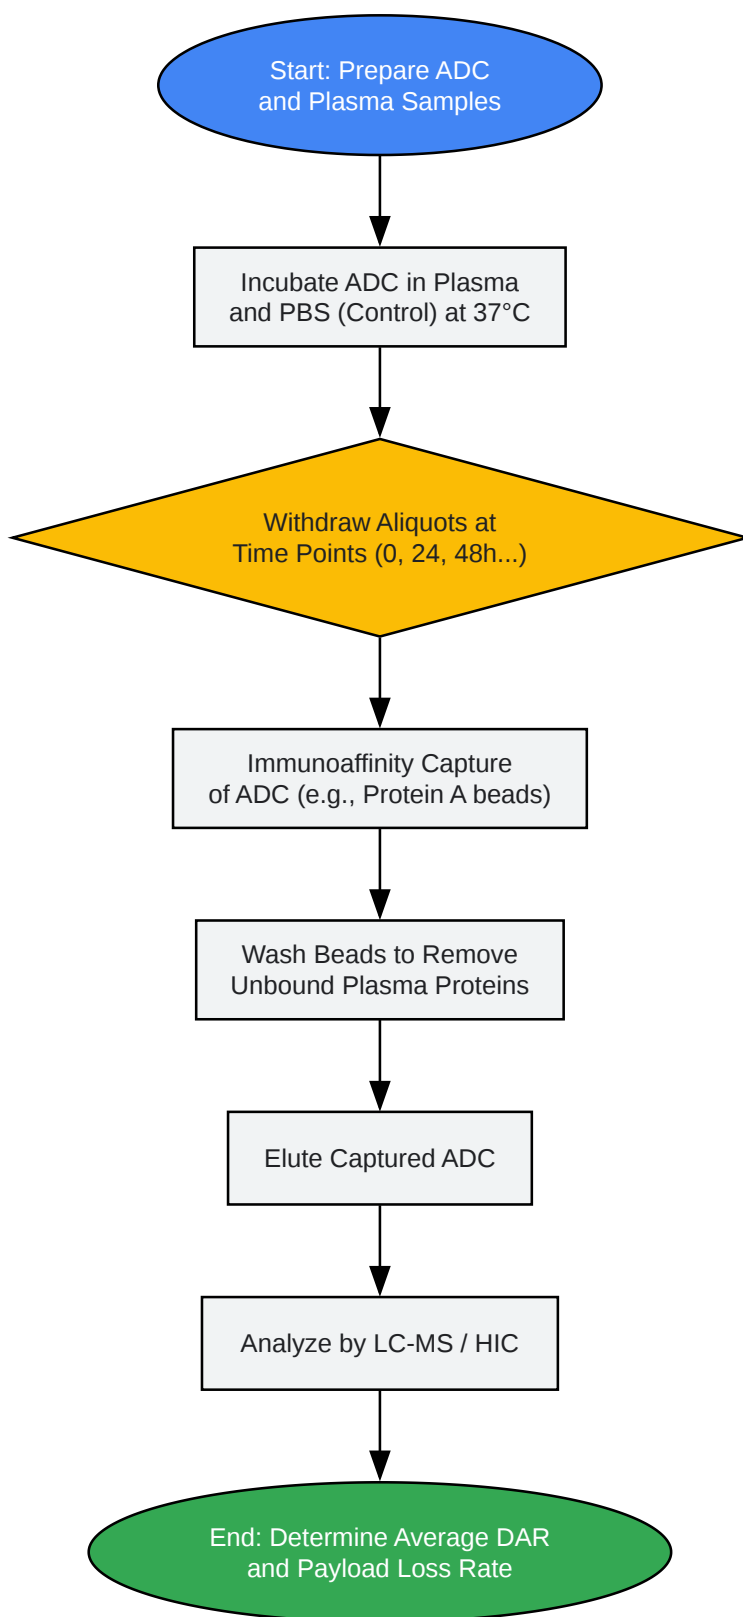 Start: Prepare ADC
and Plasma Samples
Incubate ADC in Plasma
and PBS (Control) at 37°C
Withdraw Aliquots at
Time Points (0, 24, 48h...)
Immunoaffinity Capture
of ADC (e.g., Protein A beads)
Wash Beads to Remove
Unbound Plasma Proteins
Elute Captured ADC
Analyze by LC-MS / HIC
End: Determine Average DAR
and Payload Loss Rate